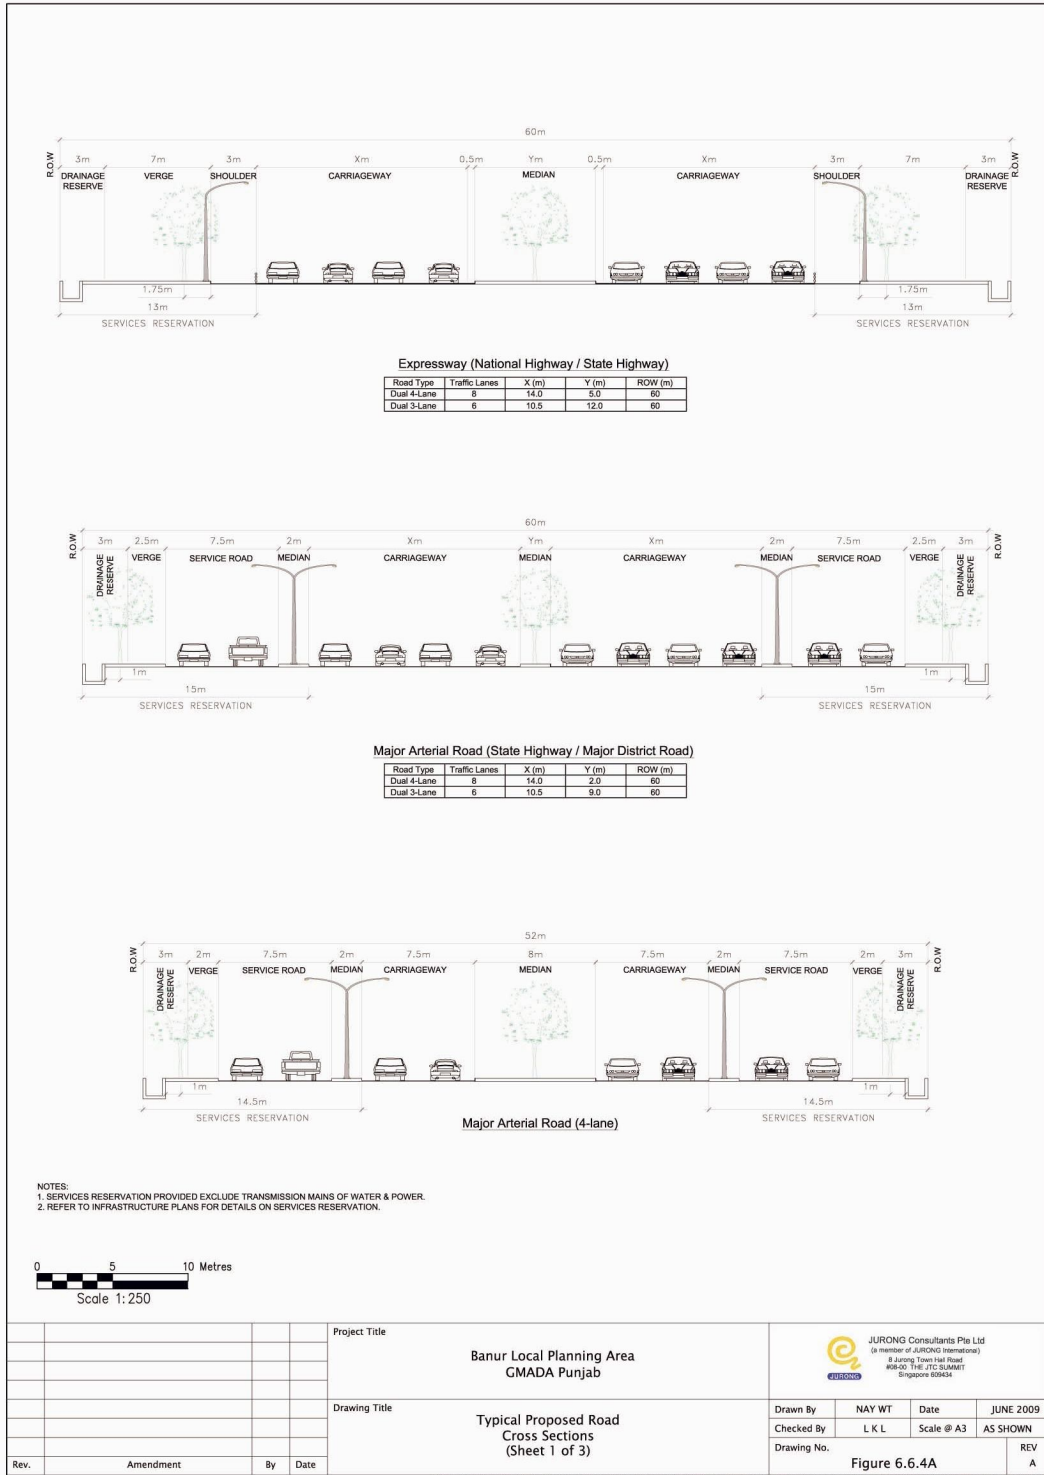 60m
R.O.W
3m 7m 3m Xm 0.5m Ym 0.5m Xm 3m 7m 3m
R.O.W
DRAINAGE RESERVE
VERGE
SHOULDER
CARRIAGEWAY
MEDIAN
CARRIAGEWAY
SHOULDER
DRAINAGE RESERVE
1.75m 1.75m
13m 13m
SERVICES RESERVATION SERVICES RESERVATION
Expressway (National Highway / State Highway)
Road Type Traffic Lanes X (m) Y (m) ROW (m)
Dual 4-Lane 8 14.0 5.0 60
Dual 3-Lane 6 10.5 12.0 60
60m
R.O.W
3m 2.5m 7.5m 2m Xm Ym Xm 2m 7.5m 2.5m 3m
R.O.W
DRAINAGE RESERVE
VERGE
SERVICE ROAD
MEDIAN
CARRIAGEWAY
MEDIAN
CARRIAGEWAY
MEDIAN
SERVICE ROAD
VERGE
DRAINAGE RESERVE
1m 1m
15m 15m
SERVICES RESERVATION SERVICES RESERVATION
Major Arterial Road (State Highway / Major District Road)
Road Type Traffic Lanes X (m) Y (m) ROW (m)
Dual 4-Lane 8 14.0 2.0 60
Dual 3-Lane 6 10.5 9.0 60
52m
R.O.W
3m 2m 7.5m 2m 7.5m 8m 7.5m 2m 7.5m 2m 3m
R.O.W
DRAINAGE RESERVE
VERGE
SERVICE ROAD
MEDIAN
CARRIAGEWAY
MEDIAN
CARRIAGEWAY
MEDIAN
SERVICE ROAD
VERGE
DRAINAGE RESERVE
1m 1m
14.5m 14.5m
SERVICES RESERVATION SERVICES RESERVATION
Major Arterial Road (4-lane)
NOTES:
1. SERVICES RESERVATION PROVIDED EXCLUDE TRANSMISSION MAINS OF WATER & POWER.
2. REFER TO INFRASTRUCTURE PLANS FOR DETAILS ON SERVICES RESERVATION.
0 5 10 Metres
Scale 1:250
Rev. Amendment By Date
Project Title
Banur Local Planning Area
GMADA Punjab
Drawing Title
Typical Proposed Road
Cross Sections
(Sheet 1 of 3)
JURONG
JURONG Consultants Pte Ltd
(a member of JURONG International)
8 Jurong Town Hall Road
#08-00 THE JTC SUMMIT
Singapore 609434
Drawn By NAY WT Date JUNE 2009
Checked By L K L Scale @ A3 AS SHOWN
Drawing No. REV
Figure 6.6.4A A